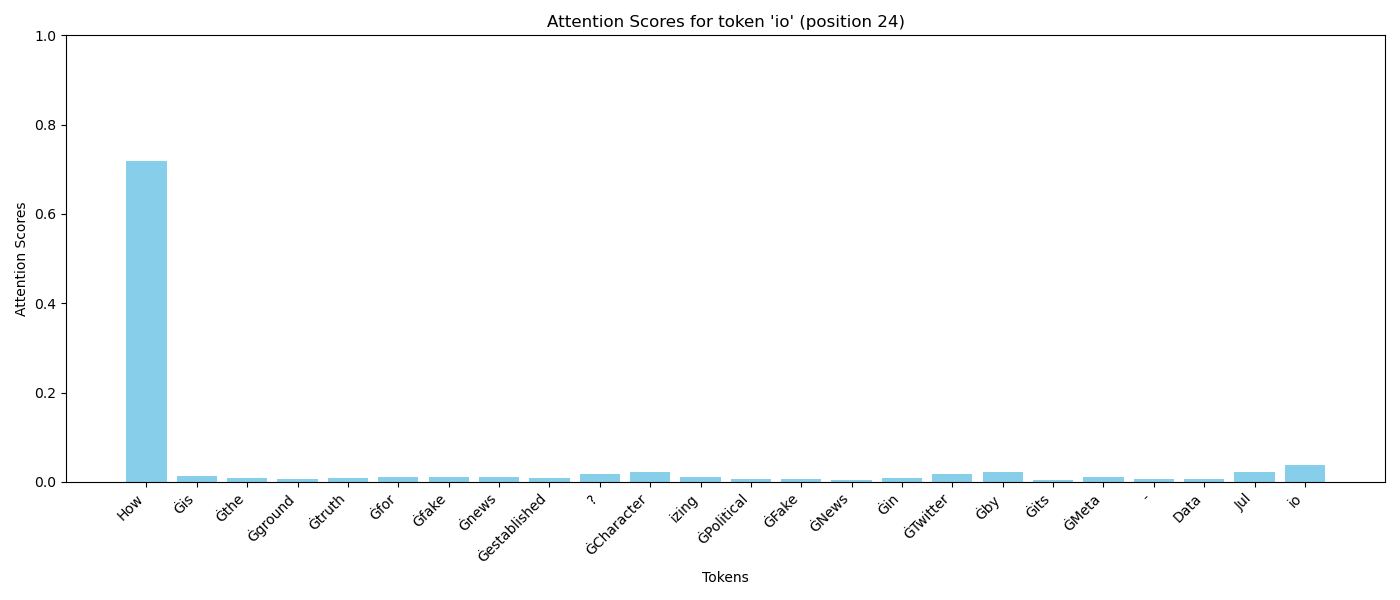 Attention Scores for token 'io' (position 24)
1.0
0.8
0.6
0.4
0.2
0.0
Attention Scores
How
Ġis
Ġthe
Ġground
Ġtruth
Ġfor
Ġfake
Ġnews
Ġestablished
?
ĠCharacter
izing
ĠPolitical
ĠFake
ĠNews
Ġin
ĠTwitter
Ġby
Ġits
ĠMeta
-
Data
Jul
io
Tokens